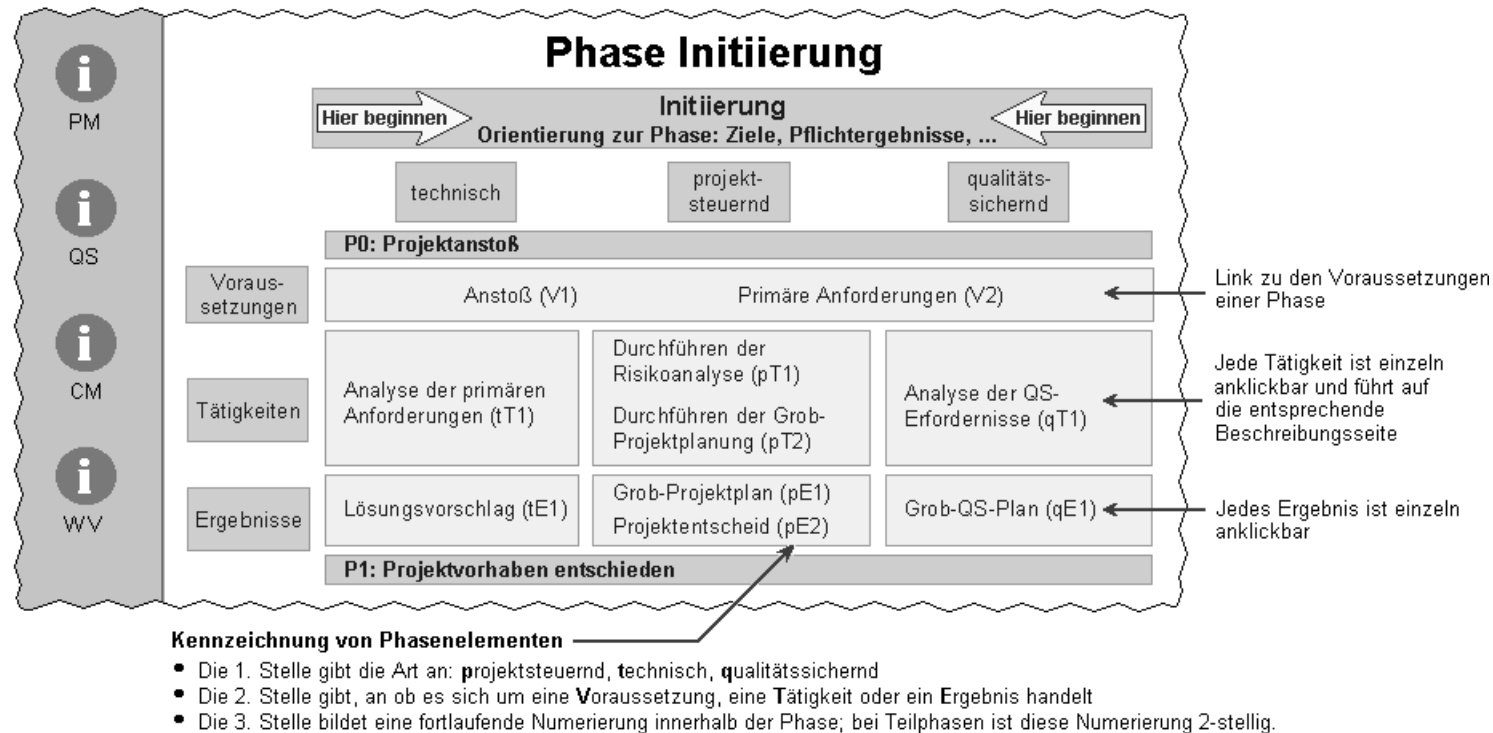 Phase Initiierung
PM
QS
CM
WV
Hier beginnen
Initiierung
Orientierung zur Phase: Ziele, Pflichtergebnisse, ...
Hier beginnen
technisch
projekt-
steuernd
qualitäts-
sichernd
P0: Projektanstoß
Voraus-
setzungen
Anstoß (V1)
Primäre Anforderungen (V2)
Link zu den Voraussetzungen
einer Phase
Tätigkeiten
Analyse der primären
Anforderungen (tT1)
Durchführen der
Risikoanalyse (pT1)
Durchführen der Grob-
Projektplanung (pT2)
Analyse der QS-
Erfordernisse (qT1)
Jede Tätigkeit ist einzeln
anklickbar und führt auf
die entsprechende
Beschreibungsseite
Ergebnisse
Lösungsvorschlag (tE1)
Grob-Projektplan (pE1)
Projektentscheid (pE2)
Grob-QS-Plan (qE1)
Jedes Ergebnis ist einzeln
anklickbar
P1: Projektvorhaben entschieden
Kennzeichnung von Phasenelementen
• Die 1. Stelle gibt die Art an: projektsteuernd, technisch, qualitätssichernd
• Die 2. Stelle gibt, an ob es sich um eine Voraussetzung, eine Tätigkeit oder ein Ergebnis handelt
• Die 3. Stelle bildet eine fortlaufende Numerierung innerhalb der Phase; bei Teilphasen ist diese Numerierung 2-stellig.